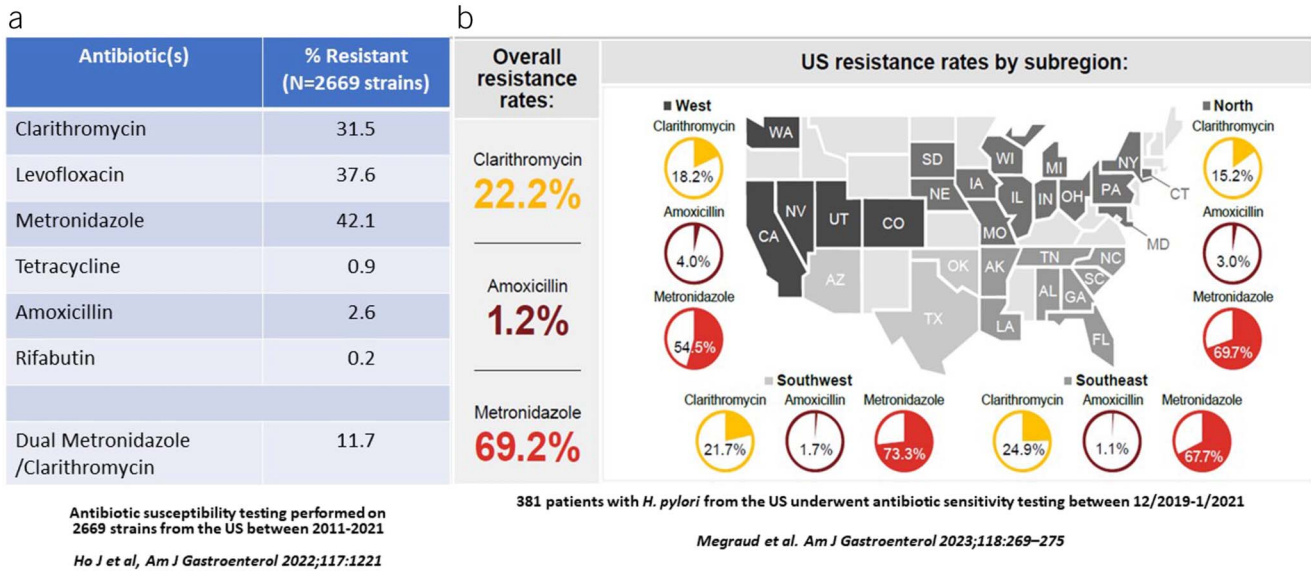 a
Antibiotic(s)
% Resistant
(N=2669 strains)
Clarithromycin
31.5
Levofloxacin
37.6
Metronidazole
42.1
Tetracycline
0.9
Amoxicillin
2.6
Rifabutin
0.2
Dual Metronidazole
/Clarithromycin
11.7
Antibiotic susceptibility testing performed on
2669 strains from the US between 2011-2021
Ho J et al, Am J Gastroenterol 2022;117:1221
b
Overall
resistance
rates:
Clarithromycin
22.2%
Amoxicillin
1.2%
Metronidazole
69.2%
US resistance rates by subregion:
West
Clarithromycin
18.2%
Amoxicillin
4.0%
Metronidazole
54.5%
WA
NV
UT
CO
CA
AZ
SD
NE
IA
WI
MI
IL
IN
OH
MO
NY
PA
CT
MD
OK
TX
AK
LA
TN
NC
SC
AL
GA
FL
North
Clarithromycin
15.2%
Amoxicillin
3.0%
Metronidazole
69.7%
Southwest
Clarithromycin
21.7%
Amoxicillin
1.7%
Metronidazole
73.3%
Southeast
Clarithromycin
24.9%
Amoxicillin
1.1%
Metronidazole
67.7%
381 patients with H. pylori from the US underwent antibiotic sensitivity testing between 12/2019-1/2021
Megraud et al. Am J Gastroenterol 2023;118:269–275